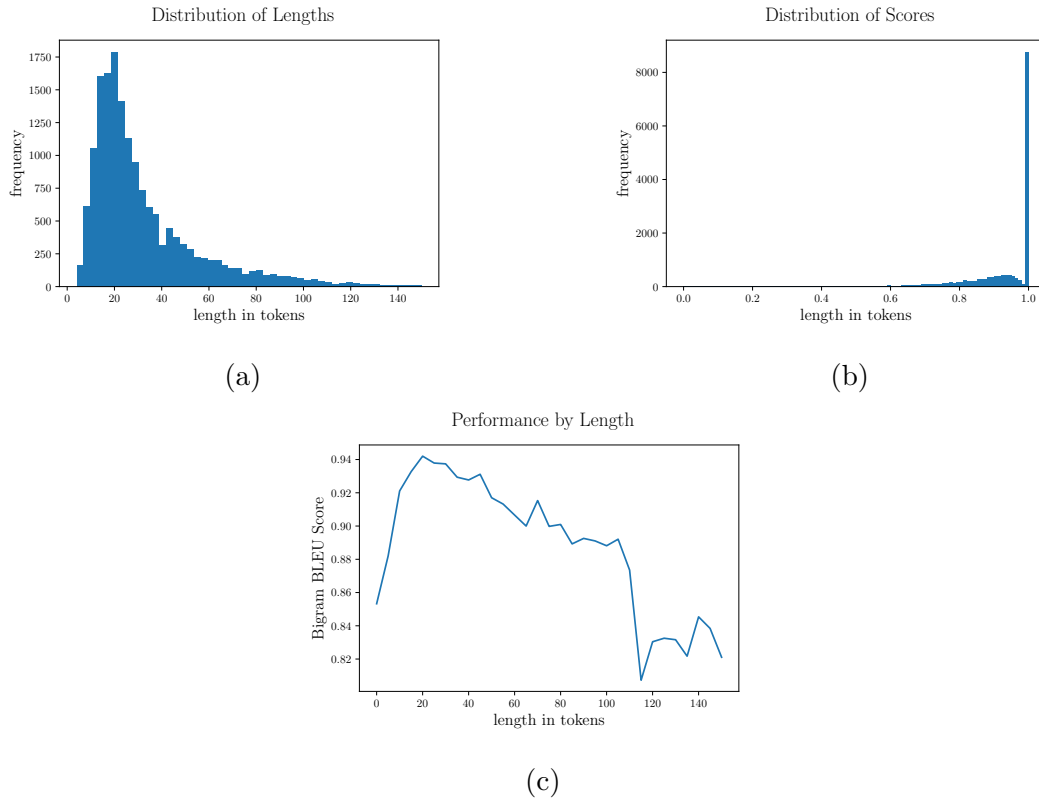 Distribution of Lengths
1750
1500
1250
1000
750
500
250
0
frequency
0 20 40 60 80 100 120 140
length in tokens
(a)
Distribution of Scores
8000
6000
4000
2000
0
frequency
0.0 0.2 0.4 0.6 0.8 1.0
length in tokens
(b)
Performance by Length
0.94
0.92
0.90
0.88
0.86
0.84
0.82
Bigram BLEU Score
0 20 40 60 80 100 120 140
length in tokens
(c)